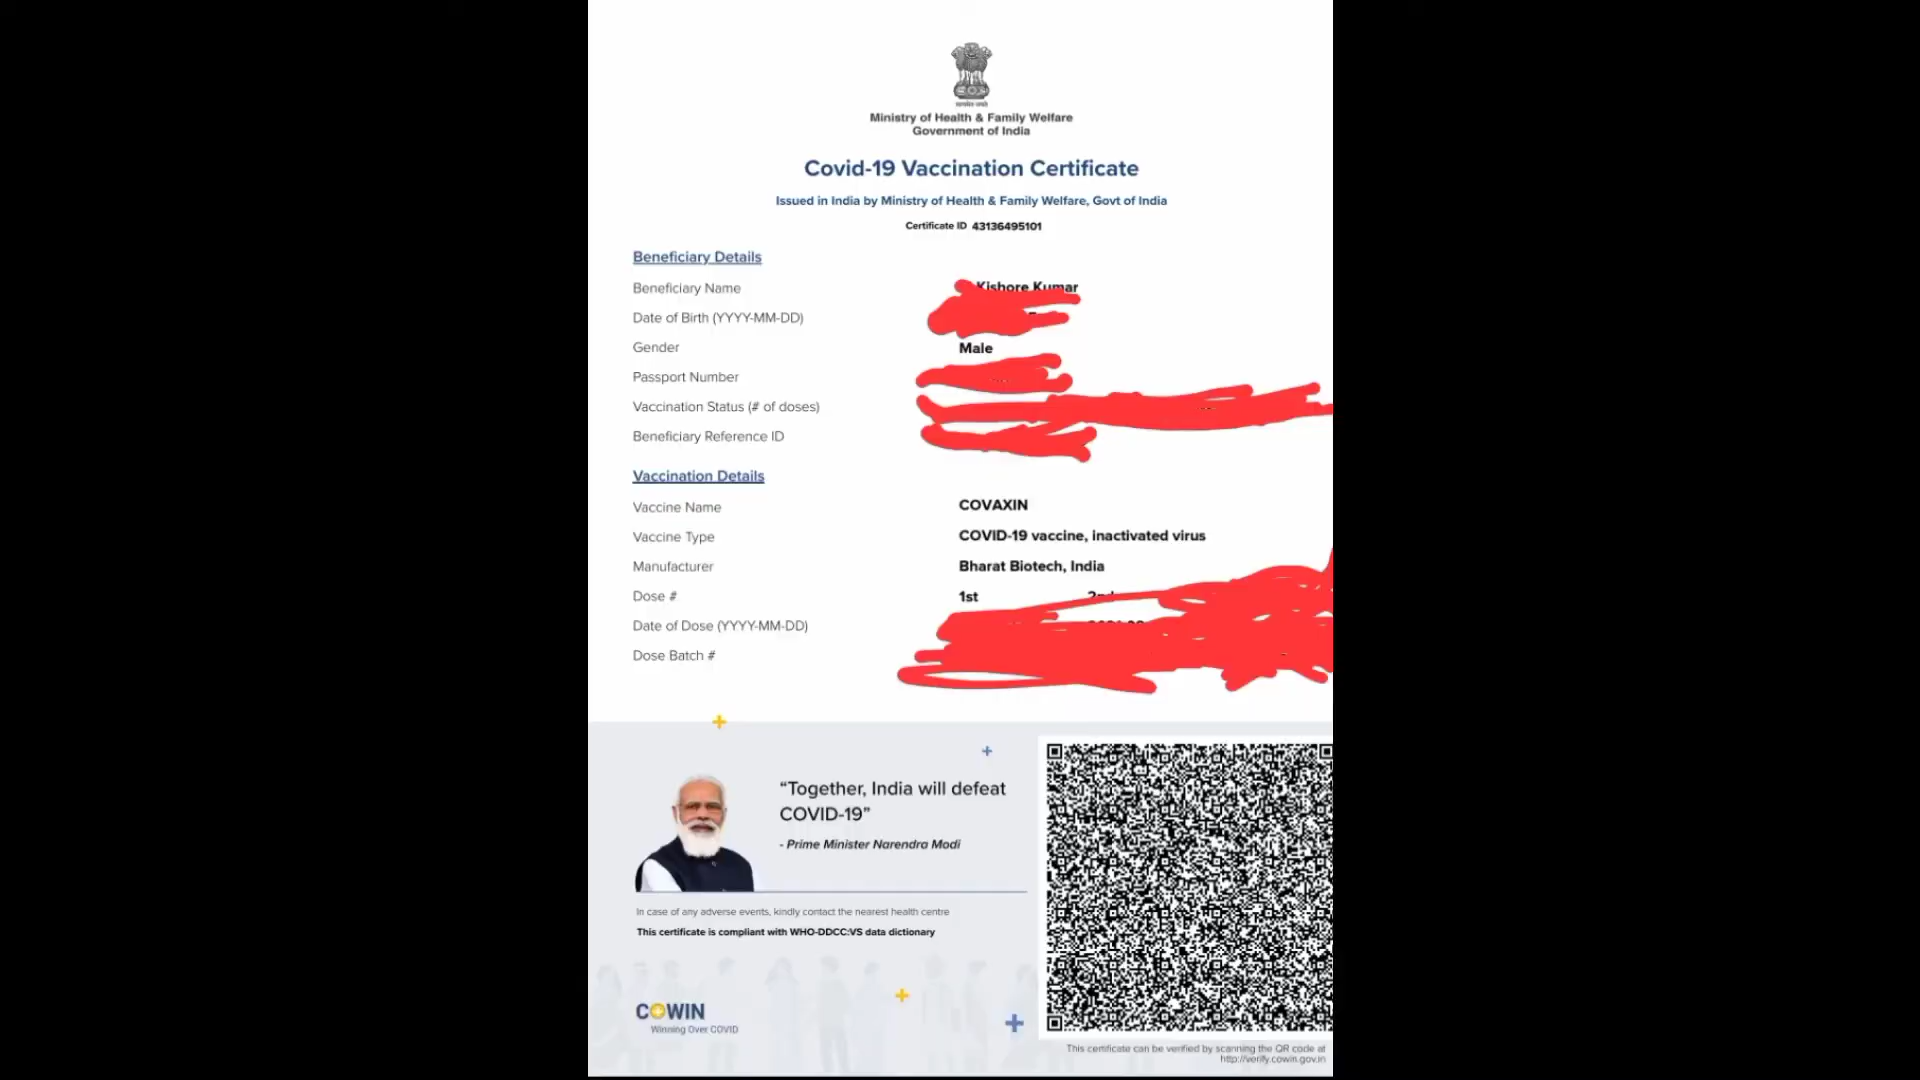 सत्यमेव जयते
Ministry of Health & Family Welfare
Government of India
Covid-19 Vaccination Certificate
Issued in India by Ministry of Health & Family Welfare, Govt of India
Certificate ID 43136495101
Beneficiary Details
Beneficiary Name Kishore Kumar
Date of Birth (YYYY-MM-DD)
Gender Male
Passport Number
Vaccination Status (# of doses)
Beneficiary Reference ID
Vaccination Details
Vaccine Name COVAXIN
Vaccine Type COVID-19 vaccine, inactivated virus
Manufacturer Bharat Biotech, India
Dose # 1st 2nd
Date of Dose (YYYY-MM-DD)
Dose Batch #
“Together, India will defeat
COVID-19”
- Prime Minister Narendra Modi
In case of any adverse events, kindly contact the nearest health centre
This certificate is compliant with WHO-DDCC:VS data dictionary
COWIN
Winning Over COVID
This certificate can be verified by scanning the QR code at
http://verify.cowin.gov.in